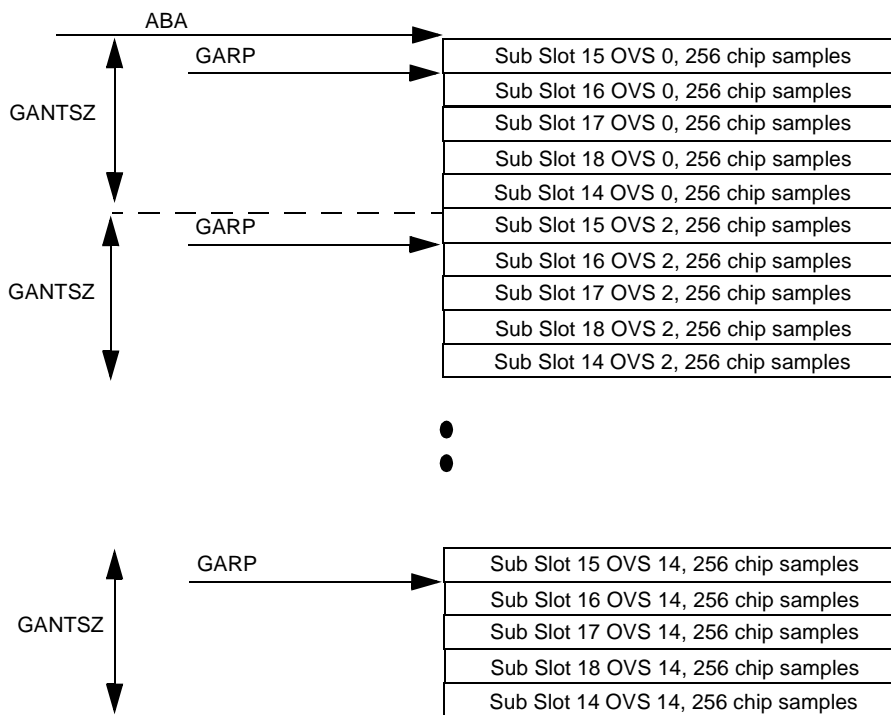 ABA
Sub Slot 15 OVS 0, 256 chip samples
GARP
Sub Slot 16 OVS 0, 256 chip samples
GANTSZ
Sub Slot 17 OVS 0, 256 chip samples
Sub Slot 18 OVS 0, 256 chip samples
Sub Slot 14 OVS 0, 256 chip samples
GARP
Sub Slot 15 OVS 2, 256 chip samples
Sub Slot 16 OVS 2, 256 chip samples
GANTSZ
Sub Slot 17 OVS 2, 256 chip samples
Sub Slot 18 OVS 2, 256 chip samples
Sub Slot 14 OVS 2, 256 chip samples
GARP
Sub Slot 15 OVS 14, 256 chip samples
Sub Slot 16 OVS 14, 256 chip samples
GANTSZ
Sub Slot 17 OVS 14, 256 chip samples
Sub Slot 18 OVS 14, 256 chip samples
Sub Slot 14 OVS 14, 256 chip samples